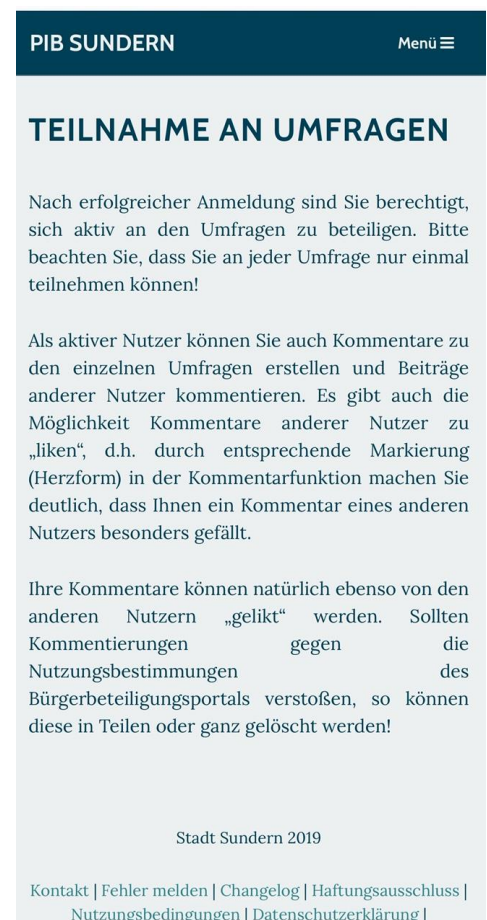 PIB SUNDERN
Menü
TEILNAHME AN UMFRAGEN
Nach erfolgreicher Anmeldung sind Sie berechtigt,
sich aktiv an den Umfragen zu beteiligen. Bitte
beachten Sie, dass Sie an jeder Umfrage nur einmal
teilnehmen können!
Als aktiver Nutzer können Sie auch Kommentare zu
den einzelnen Umfragen erstellen und Beiträge
anderer Nutzer kommentieren. Es gibt auch die
Möglichkeit Kommentare anderer Nutzer zu
„liken“, d.h. durch entsprechende Markierung
(Herzform) in der Kommentarfunktion machen Sie
deutlich, dass Ihnen ein Kommentar eines anderen
Nutzers besonders gefällt.
Ihre Kommentare können natürlich ebenso von den
anderen Nutzern „gelikt“ werden. Sollten
Kommentierungen gegen die
Nutzungsbestimmungen des
Bürgerbeteiligungsportals verstoßen, so können
diese in Teilen oder ganz gelöscht werden!
Stadt Sundern 2019
Kontakt | Fehler melden | Changelog | Haftungsausschluss |
Nutzungsbedingungen | Datenschutzerklärung |